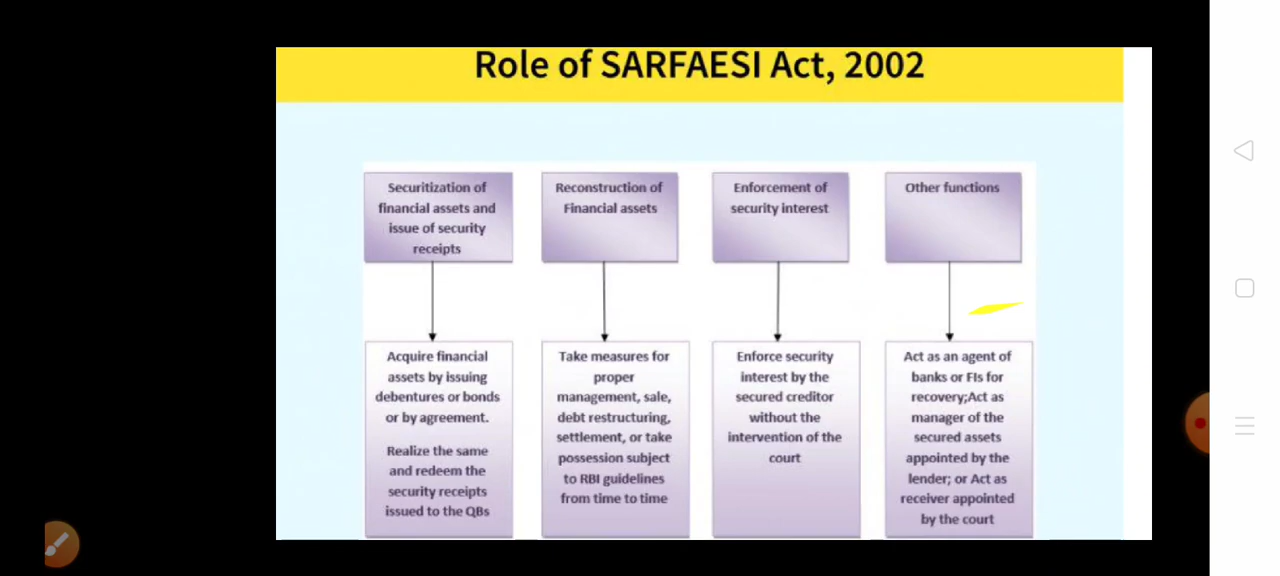 Role of SARFAESI Act, 2002
Securitization of
financial assets and
issue of security
receipts
Reconstruction of
Financial assets
Enforcement of
security interest
Other functions
Acquire financial
assets by issuing
debentures or bonds
or by agreement.
Realize the same
and redeem the
security receipts
issued to the QBs
Take measures for
proper
management, sale,
debt restructuring,
settlement, or take
possession subject
to RBI guidelines
from time to time
Enforce security
interest by the
secured creditor
without the
intervention of the
court
Act as an agent of
banks or FIs for
recovery;Act as
manager of the
secured assets
appointed by the
lender; or Act as
receiver appointed
by the court